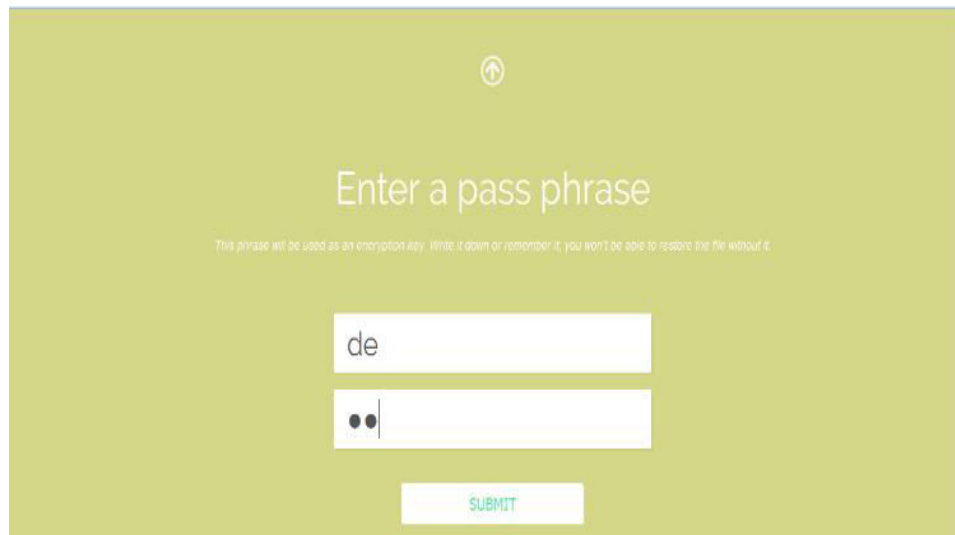 Enter a pass phrase
This phrase will be used as an encryption key. Write it down or remember it, you won't be able to restore the file without it.
de
●●
SUBMIT